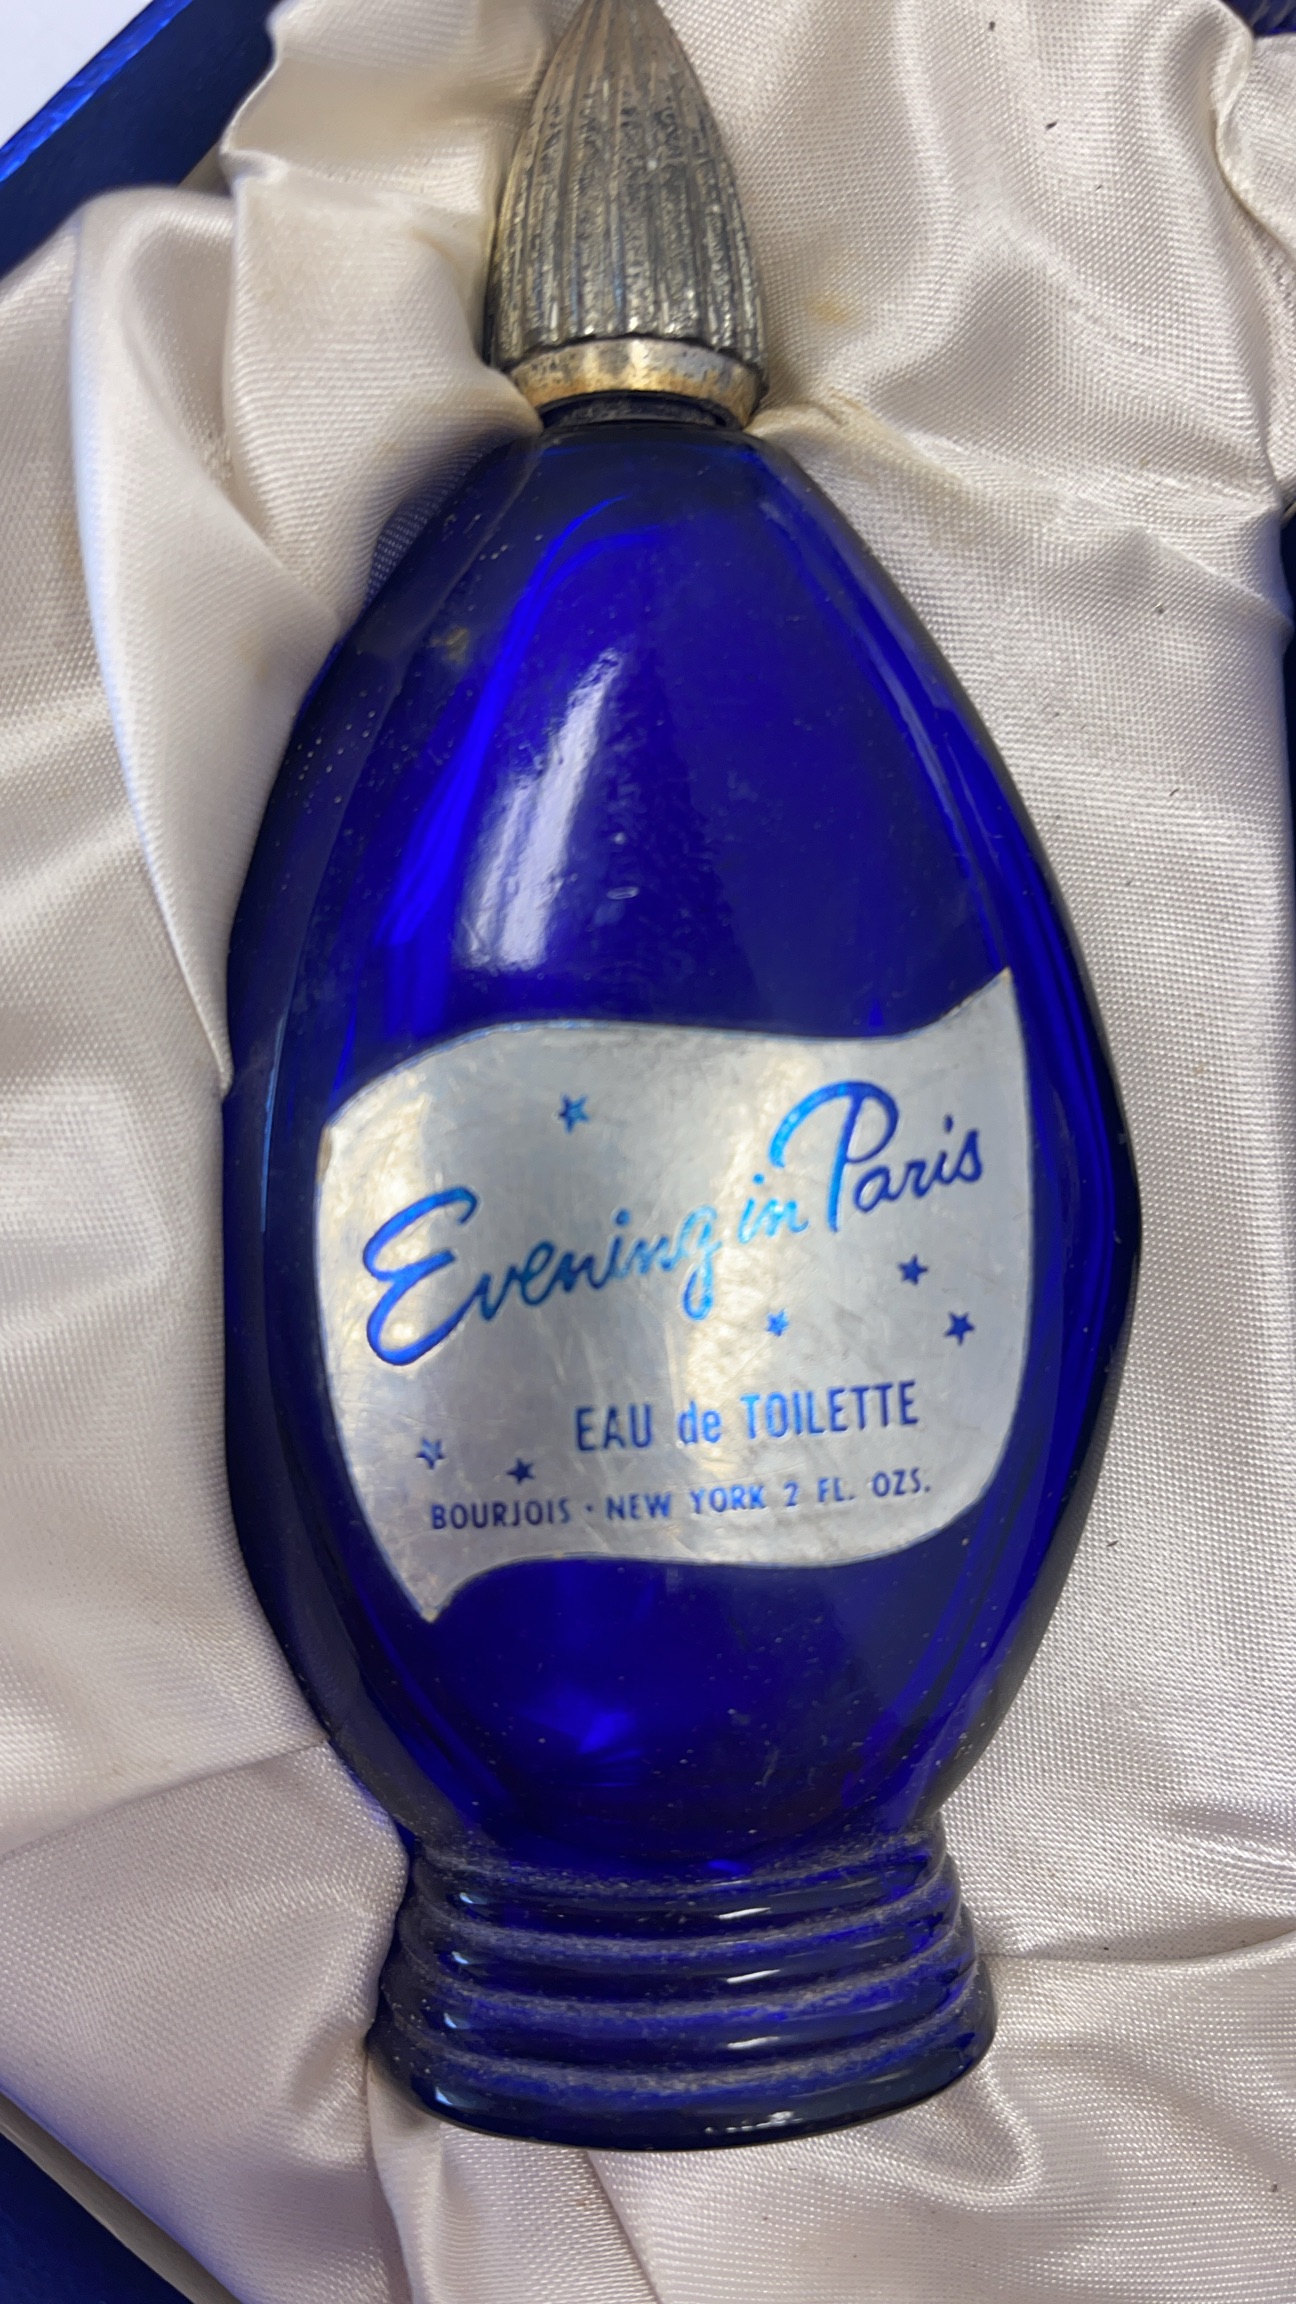 Evening in Paris
EAU de TOILETTE
BOURJOIS · NEW YORK 2 FL. OZS.